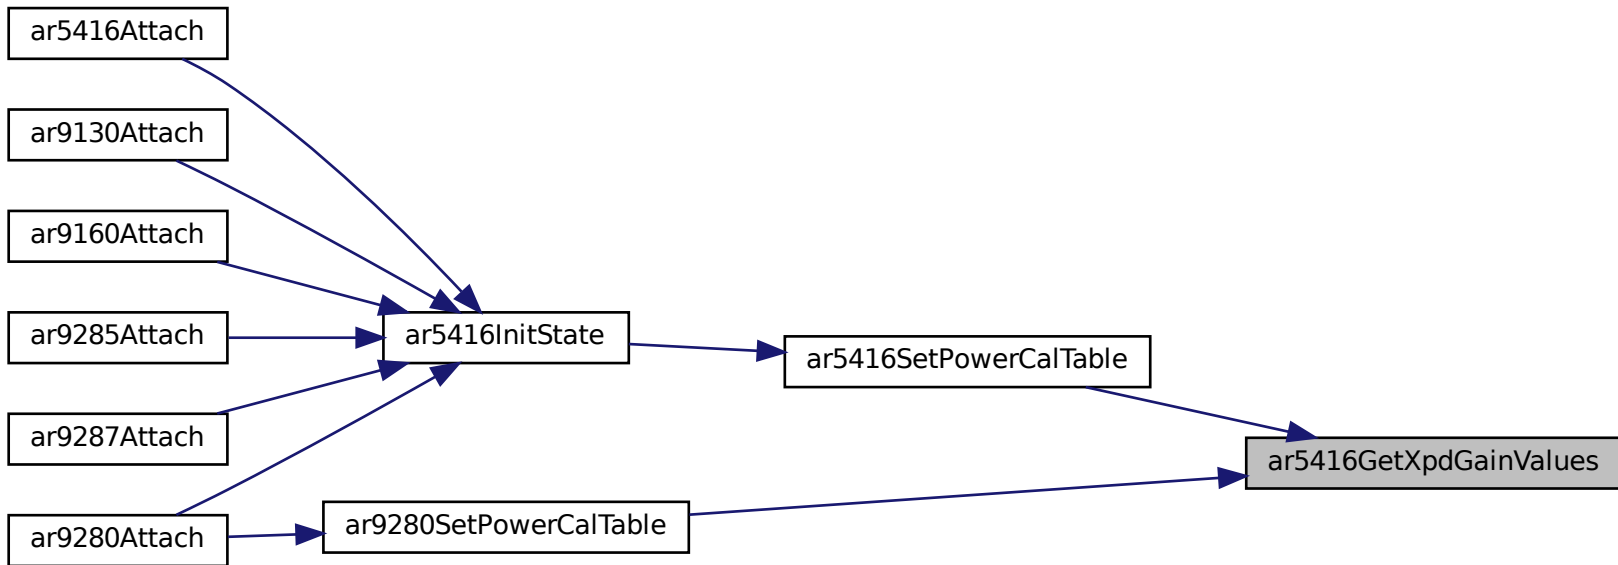 ar5416Attach
ar9130Attach
ar9160Attach
ar9285Attach
ar5416InitState
ar5416SetPowerCalTable
ar9287Attach
ar5416GetXpdGainValues
ar9280SetPowerCalTable
ar9280Attach